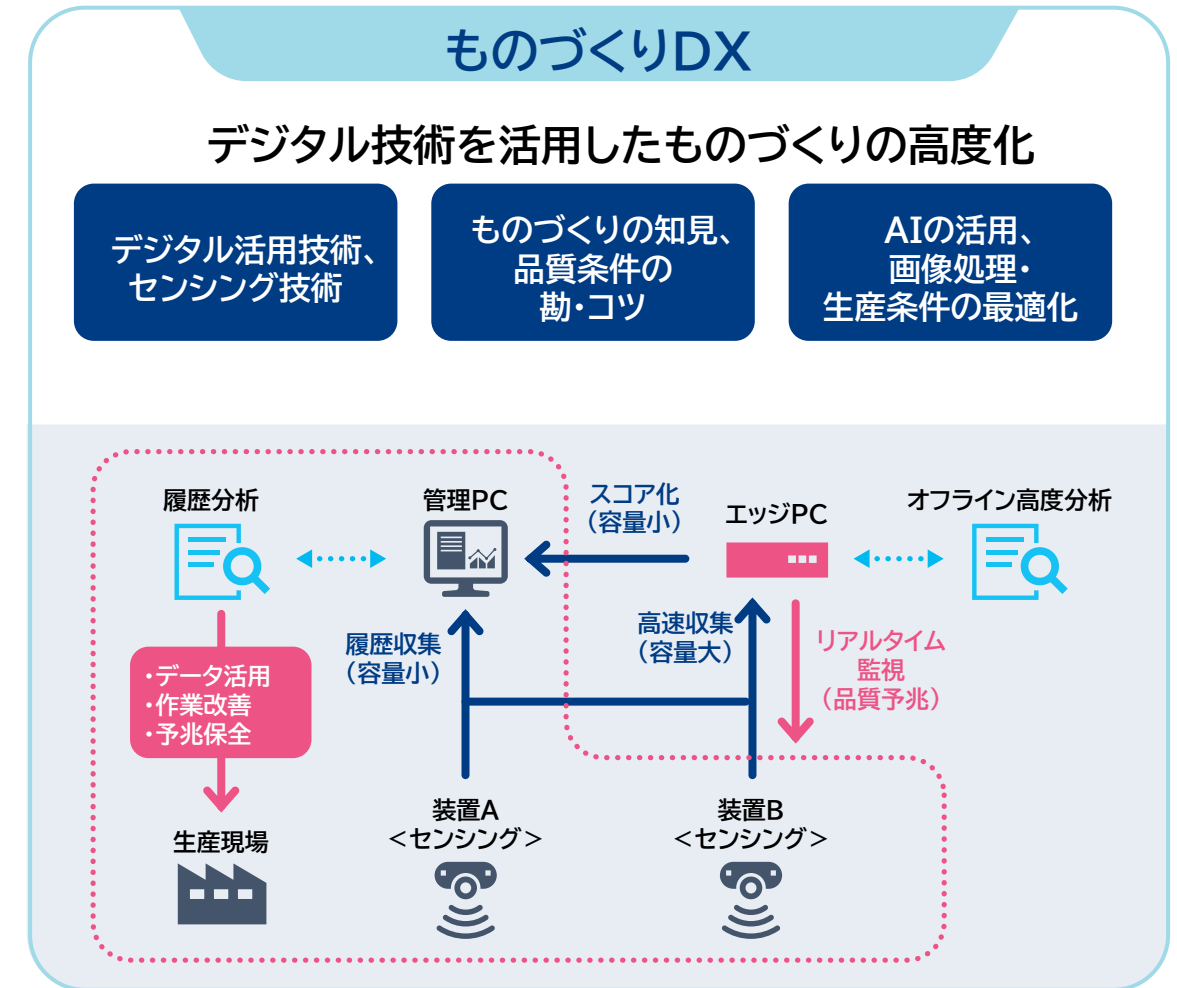 ものづくりDX
デジタル技術を活用したものづくりの高度化
デジタル活用技術、
センシング技術
ものづくりの知見、
品質条件の
勘・コツ
AIの活用、
画像処理・
生産条件の最適化
履歴分析
管理PC
スコア化
（容量小）
エッジPC
オフライン高度分析
履歴収集
（容量小）
高速収集
（容量大）
リアルタイム
監視
（品質予兆）
・データ活用
・作業改善
・予兆保全
生産現場
装置A
＜センシング＞
装置B
＜センシング＞